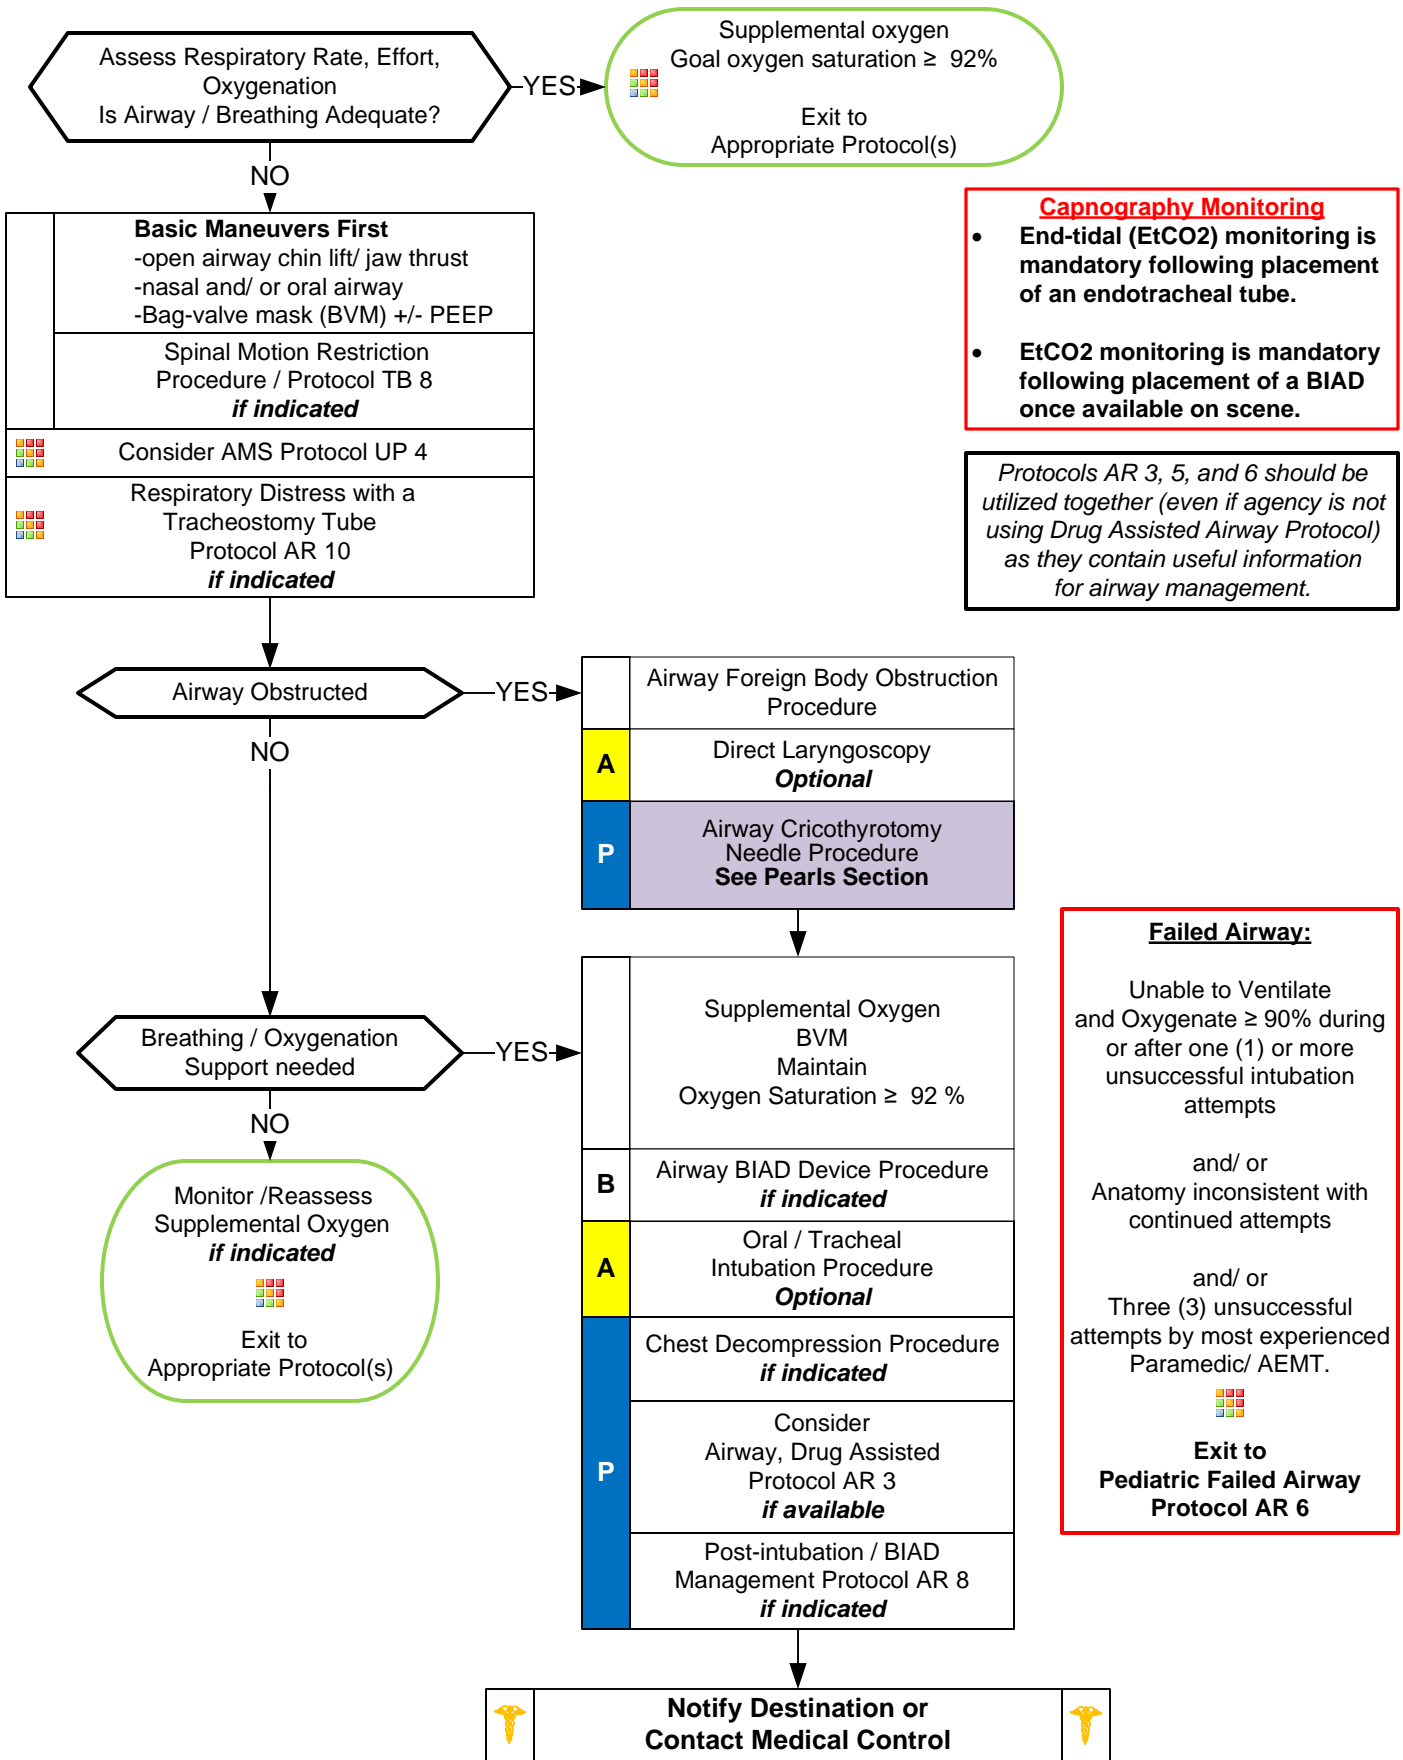 Assess Respiratory Rate, Effort,
Oxygenation
Is Airway / Breathing Adequate?
YES
Supplemental oxygen
Goal oxygen saturation ≥ 92%
Exit to
Appropriate Protocol(s)
NO
Basic Maneuvers First
-open airway chin lift/ jaw thrust
-nasal and/ or oral airway
-Bag-valve mask (BVM) +/- PEEP
Spinal Motion Restriction
Procedure / Protocol TB 8
if indicated
Consider AMS Protocol UP 4
Respiratory Distress with a
Tracheostomy Tube
Protocol AR 10
if indicated
Capnography Monitoring
• End-tidal (EtCO2) monitoring is
mandatory following placement
of an endotracheal tube.
• EtCO2 monitoring is mandatory
following placement of a BIAD
once available on scene.
Protocols AR 3, 5, and 6 should be
utilized together (even if agency is not
using Drug Assisted Airway Protocol)
as they contain useful information
for airway management.
Airway Obstructed
YES
NO
Airway Foreign Body Obstruction
Procedure
A
Direct Laryngoscopy
Optional
P
Airway Cricothyrotomy
Needle Procedure
See Pearls Section
Breathing / Oxygenation
Support needed
YES
NO
Supplemental Oxygen
BVM
Maintain
Oxygen Saturation ≥ 92 %
B
Airway BIAD Device Procedure
if indicated
A
Oral / Tracheal
Intubation Procedure
Optional
P
Chest Decompression Procedure
if indicated
Consider
Airway, Drug Assisted
Protocol AR 3
if available
Post-intubation / BIAD
Management Protocol AR 8
if indicated
Monitor /Reassess
Supplemental Oxygen
if indicated
Exit to
Appropriate Protocol(s)
Failed Airway:
Unable to Ventilate
and Oxygenate ≥ 90% during
or after one (1) or more
unsuccessful intubation
attempts
and/ or
Anatomy inconsistent with
continued attempts
and/ or
Three (3) unsuccessful
attempts by most experienced
Paramedic/ AEMT.
Exit to
Pediatric Failed Airway
Protocol AR 6
Notify Destination or
Contact Medical Control